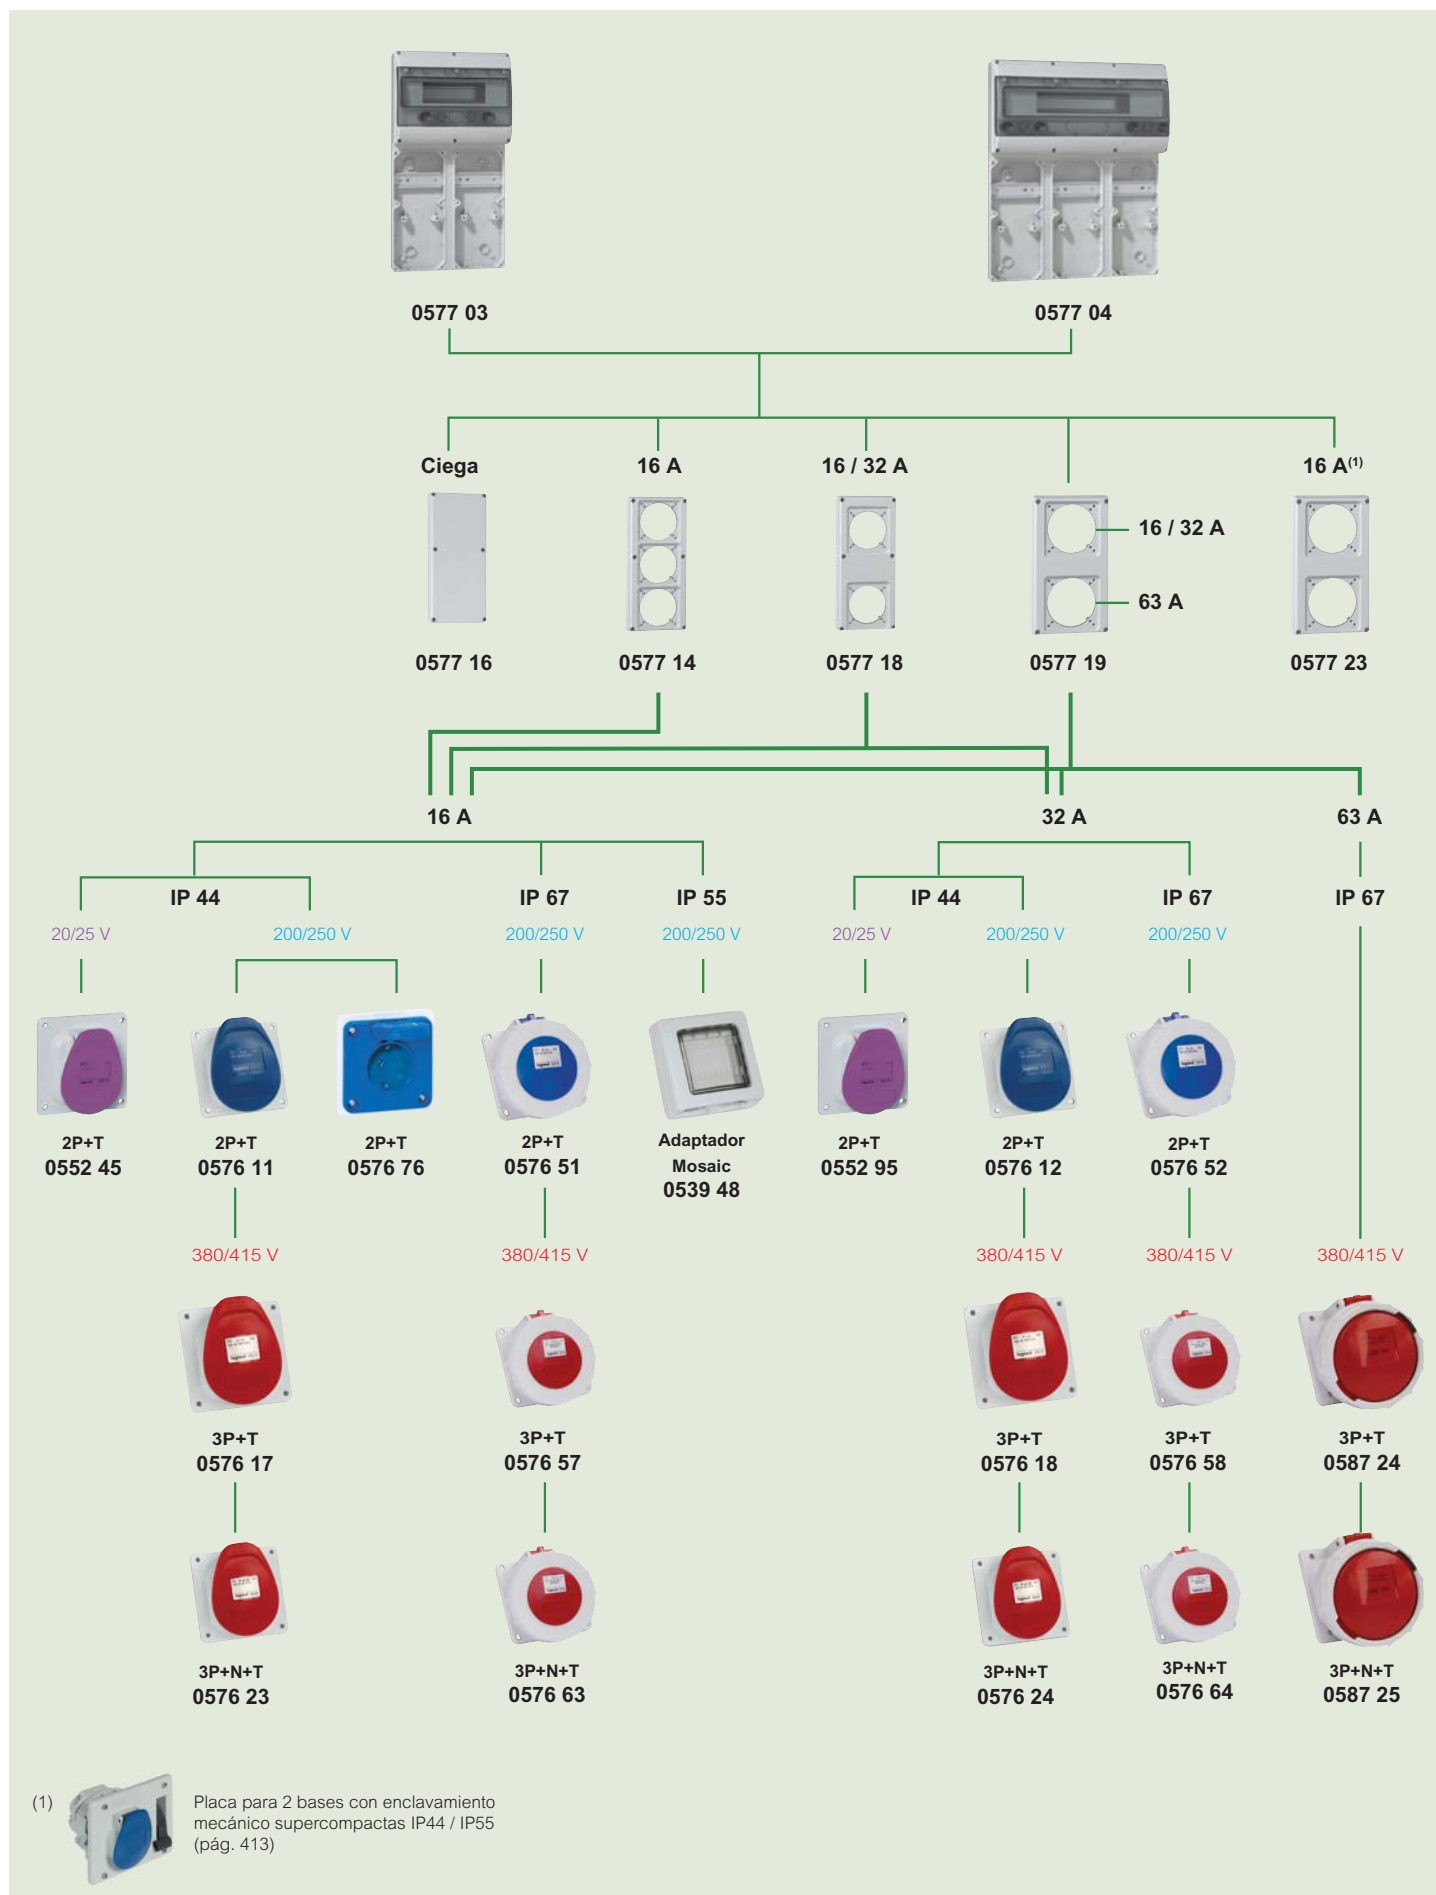 0577 03
0577 04
Ciega
16 A
16 / 32 A
16 A(1)
16 / 32 A
63 A
0577 16
0577 14
0577 18
0577 19
0577 23
16 A
32 A
63 A
IP 44
IP 67
IP 55
IP 44
IP 67
IP 67
20/25 V
200/250 V
200/250 V
200/250 V
20/25 V
200/250 V
200/250 V
2P+T
0552 45
2P+T
0576 11
2P+T
0576 76
2P+T
0576 51
Adaptador
Mosaic
0539 48
2P+T
0552 95
2P+T
0576 12
2P+T
0576 52
380/415 V
380/415 V
380/415 V
380/415 V
380/415 V
3P+T
0576 17
3P+T
0576 57
3P+T
0576 18
3P+T
0576 58
3P+T
0587 24
3P+N+T
0576 23
3P+N+T
0576 63
3P+N+T
0576 24
3P+N+T
0576 64
3P+N+T
0587 25
(1)
Placa para 2 bases con enclavamiento
mecánico supercompactas IP44 / IP55
(pág. 413)